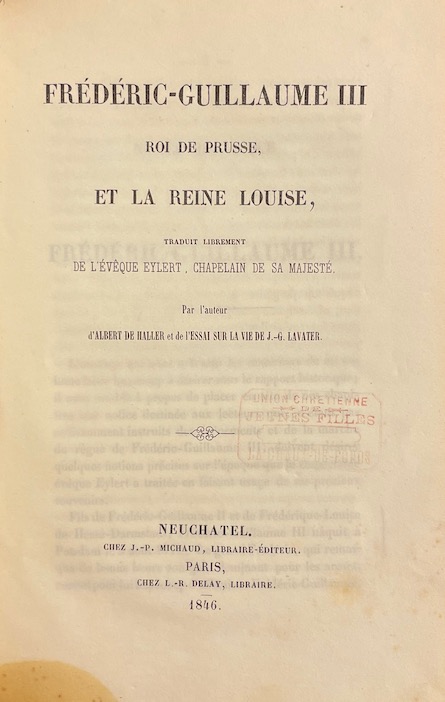 FRÉDÉRIC-GUILLAUME III
ROI DE PRUSSE,
ET LA REINE LOUISE,
TRADUIT LIBREMENT
DE L'ÉVÊQUE EYLERT, CHAPELAIN DE SA MAJESTÉ.
Par l'auteur
d'ALBERT DE HALLER et de l'ESSAI SUR LA VIE DE J.-G. LAVATER.
UNION CHRÉTIENNE
DE
JEUNES FILLES
NEUCHATEL.
CHEZ J.-P. MICHAUD, LIBRAIRE-ÉDITEUR.
PARIS,
CHEZ L.-R. DELAY, LIBRAIRE.
1846.